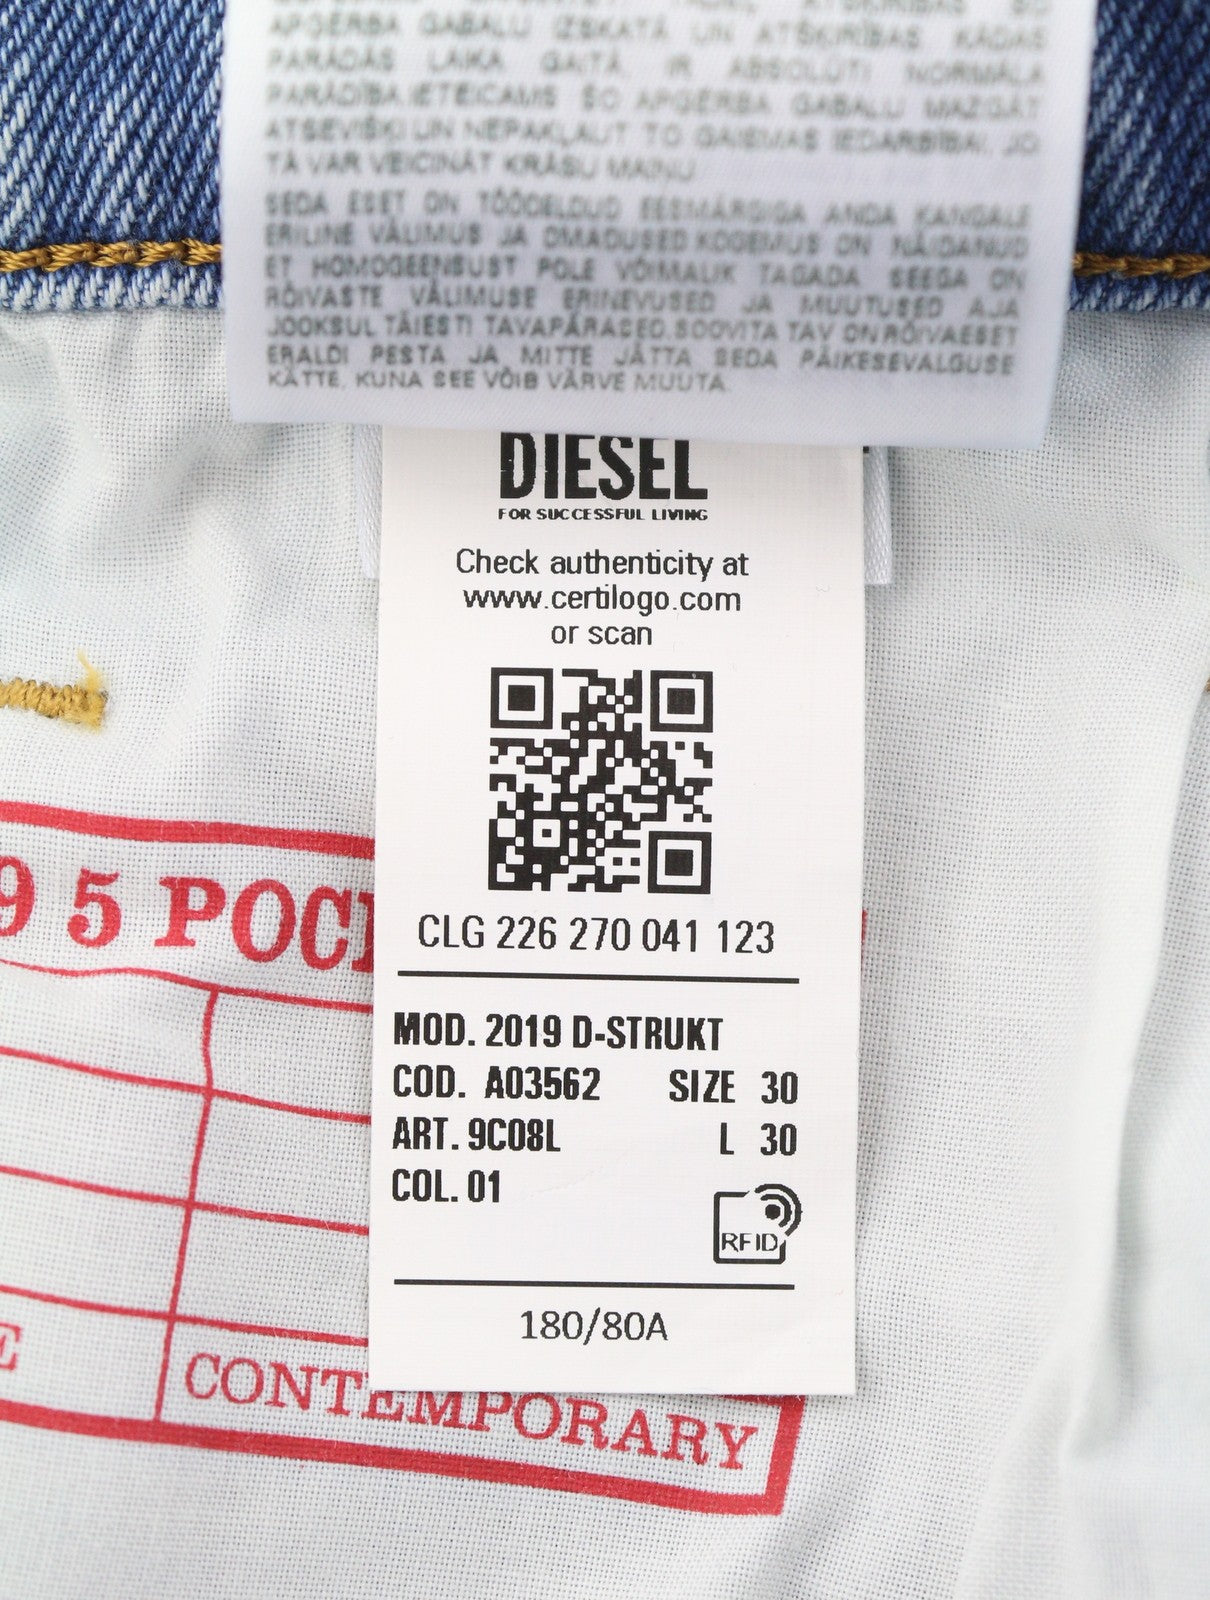 APĢĒRBA GABALU IZSKATĀ UN ATŠĶIRĪBAS KĀDAS
PARĀDĀS LAIKA GAITĀ, IR ABSOLŪTI NORMĀLA
PARĀDĪBA.IETEICAMS ŠO APĢĒRBA GABALU MAZGĀT
ATSEVIŠĶI UN NEPAKĻAUT TO GAISMAS IEDARBĪBAI, JO
TĀ VAR VEICINĀT KRĀSU MAIŅU.
SEDA ESET ON TÖÖDELDUD EESMÄRGIGA ANDA KANGALE
ERILINE VÄLIMUS JA OMADUSED.KOGEMUS ON NÄIDANUD
ET HOMOGEENSUST POLE VÕIMALIK TAGADA. SEEGA ON
RÕIVASTE VÄLIMUSE ERINEVUSED JA MUUTUSED AJA
JOOKSUL TÄIESTI TAVAPÄRASED.SOOVITATAV ON RÕIVAESET
ERALDI PESTA JA MITTE JÄTTA SEDA PÄIKESEVALGUSE
KÄTTE, KUNA SEE VÕIB VÄRVE MUUTA.
DIESEL
FOR SUCCESSFUL LIVING
Check authenticity at
www.certilogo.com
or scan
CLG 226 270 041 123
MOD. 2019 D-STRUKT
COD. A03562 SIZE 30
ART. 9C08L L 30
COL. 01
RFID
180/80A
9 5 POCK
E
CONTEMPORARY